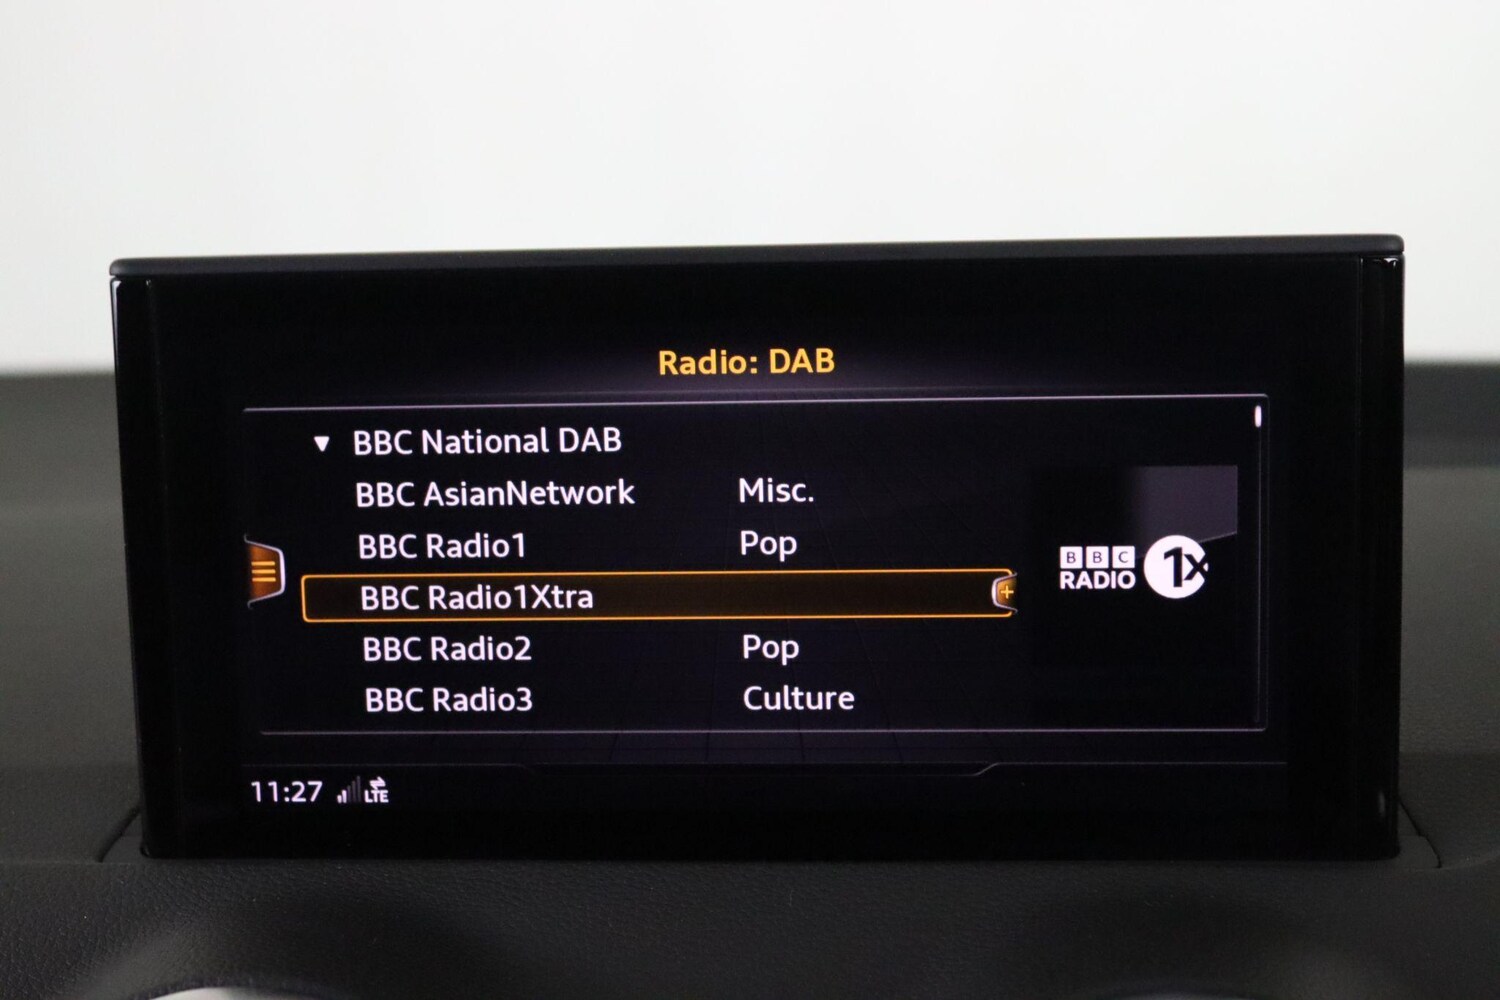 Radio: DAB
BBC National DAB
BBC AsianNetwork Misc.
BBC Radio1 Pop
BBC Radio1Xtra
BBC RADIO 1X
BBC Radio2 Pop
BBC Radio3 Culture
11:27 LTE